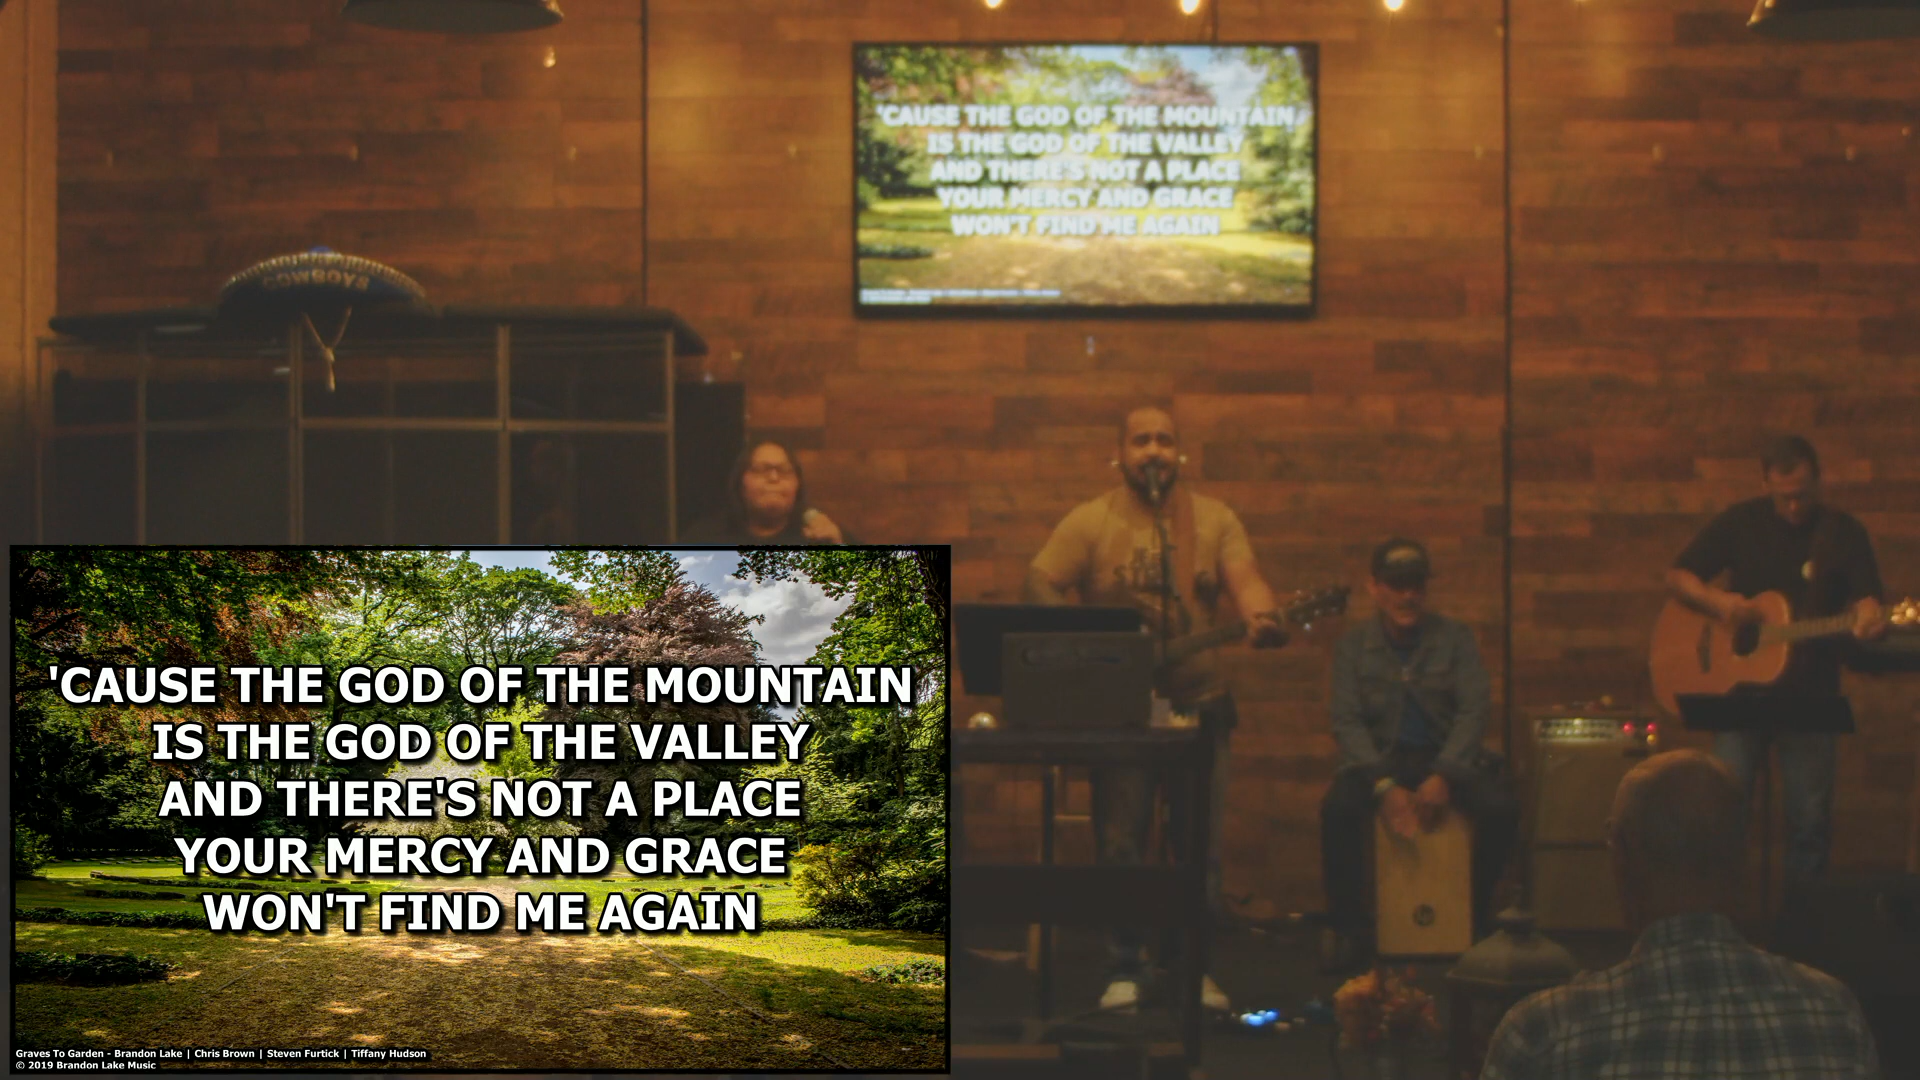 'CAUSE THE GOD OF THE MOUNTAIN
IS THE GOD OF THE VALLEY
AND THERE'S NOT A PLACE
YOUR MERCY AND GRACE
WON'T FIND ME AGAIN
COWBOYS
'CAUSE THE GOD OF THE MOUNTAIN
IS THE GOD OF THE VALLEY
AND THERE'S NOT A PLACE
YOUR MERCY AND GRACE
WON'T FIND ME AGAIN
Graves To Garden - Brandon Lake | Chris Brown | Steven Furtick | Tiffany Hudson
© 2019 Brandon Lake Music